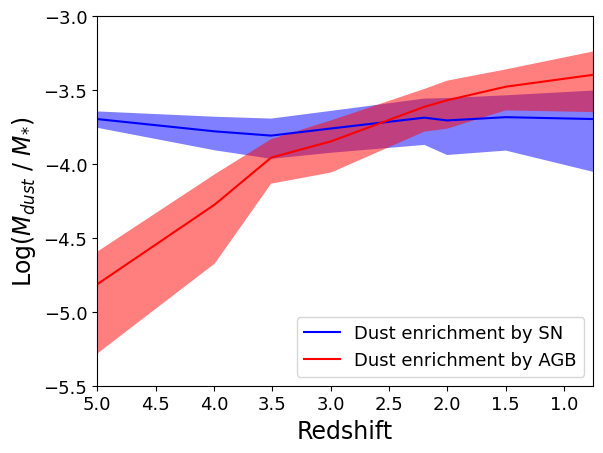 −3.0
−3.5
−4.0
−4.5
−5.0
−5.5
Log(M_dust / M_*)
Dust enrichment by SN
Dust enrichment by AGB
5.0 4.5 4.0 3.5 3.0 2.5 2.0 1.5 1.0
Redshift